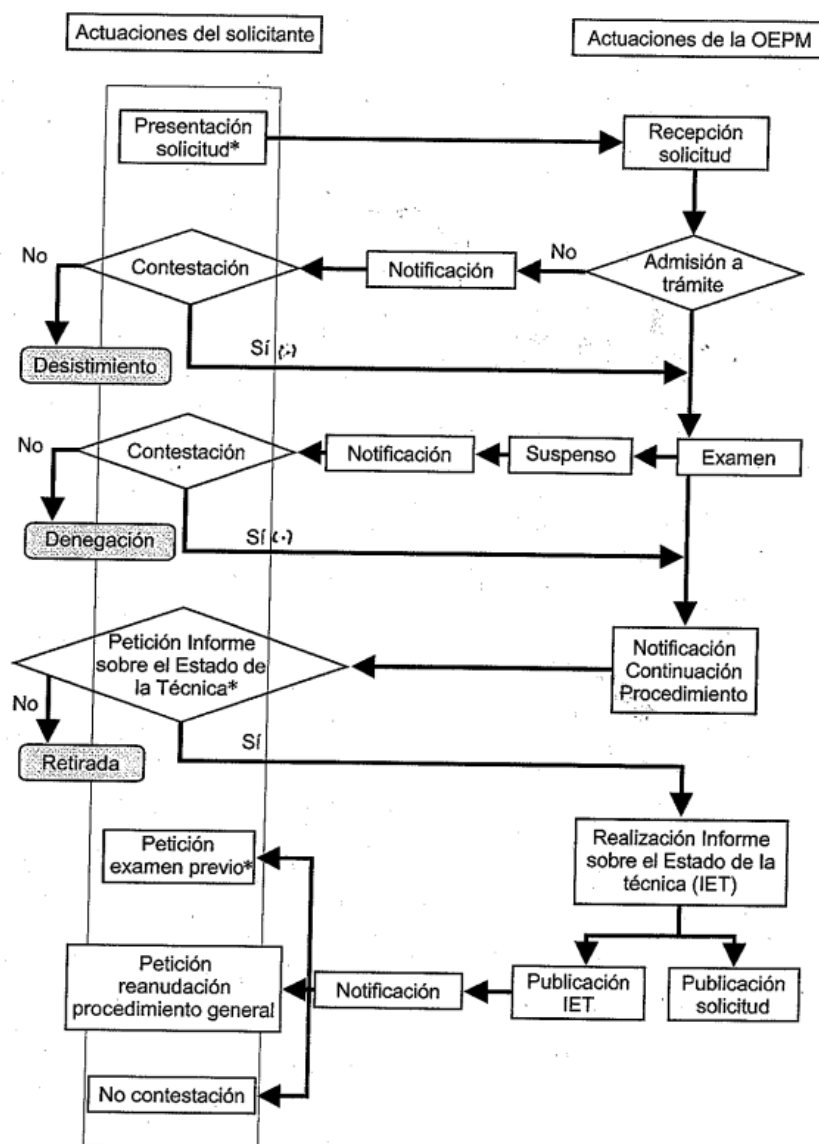 Actuaciones del solicitante
Actuaciones de la OEPM
Presentación
solicitud*
Recepción
solicitud
No
Contestación
Notificación
No
Admisión a
trámite
Desistimiento
Sí (·)
No
Contestación
Notificación
Suspenso
Examen
Denegación
Sí (·)
Petición Informe
sobre el Estado de
la Técnica*
Notificación
Continuación
Procedimiento
No
Sí
Retirada
Realización Informe
sobre el Estado de la
técnica (IET)
Petición
examen previo*
Petición
reanudación
procedimiento general
Notificación
Publicación
IET
Publicación
solicitud
No contestación